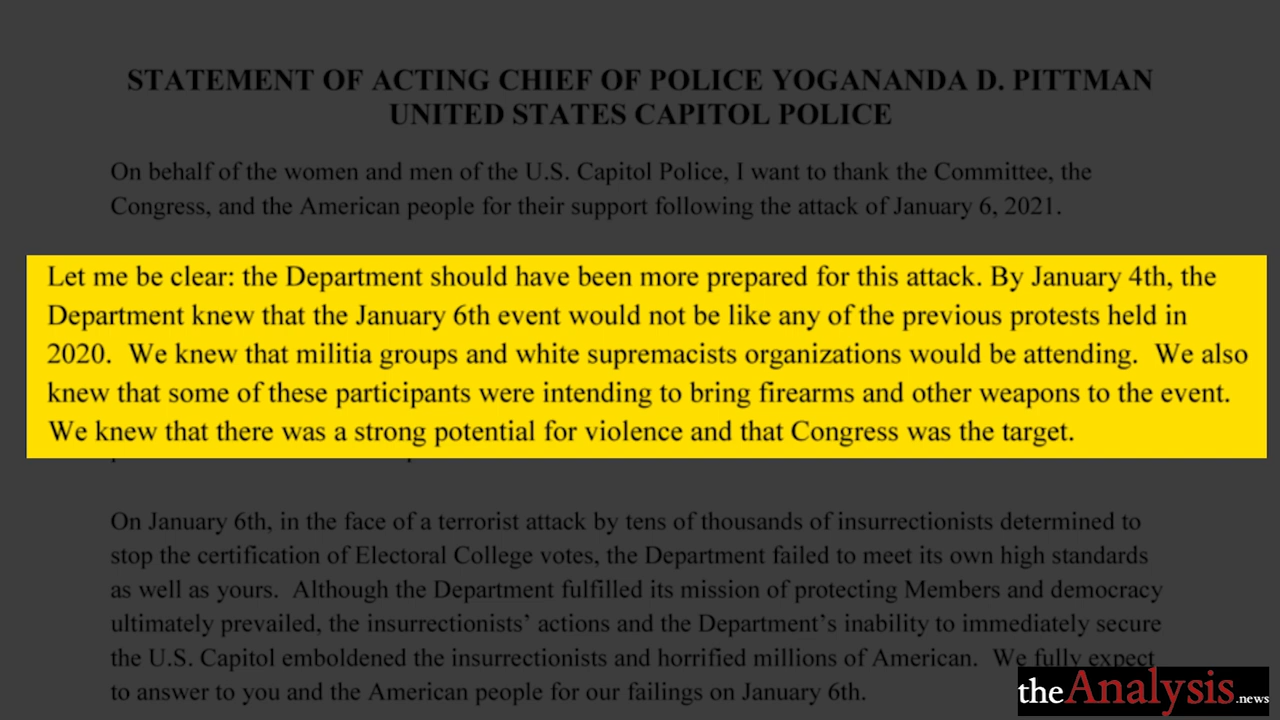 STATEMENT OF ACTING CHIEF OF POLICE YOGANANDA D. PITTMAN
UNITED STATES CAPITOL POLICE
On behalf of the women and men of the U.S. Capitol Police, I want to thank the Committee, the
Congress, and the American people for their support following the attack of January 6, 2021.
Let me be clear: the Department should have been more prepared for this attack. By January 4th, the
Department knew that the January 6th event would not be like any of the previous protests held in
2020. We knew that militia groups and white supremacists organizations would be attending. We also
knew that some of these participants were intending to bring firearms and other weapons to the event.
We knew that there was a strong potential for violence and that Congress was the target.
On January 6th, in the face of a terrorist attack by tens of thousands of insurrectionists determined to
stop the certification of Electoral College votes, the Department failed to meet its own high standards
as well as yours. Although the Department fulfilled its mission of protecting Members and democracy
ultimately prevailed, the insurrectionists’ actions and the Department’s inability to immediately secure
the U.S. Capitol emboldened the insurrectionists and horrified millions of American. We fully expect
to answer to you and the American people for our failings on January 6th.
theAnalysis.news